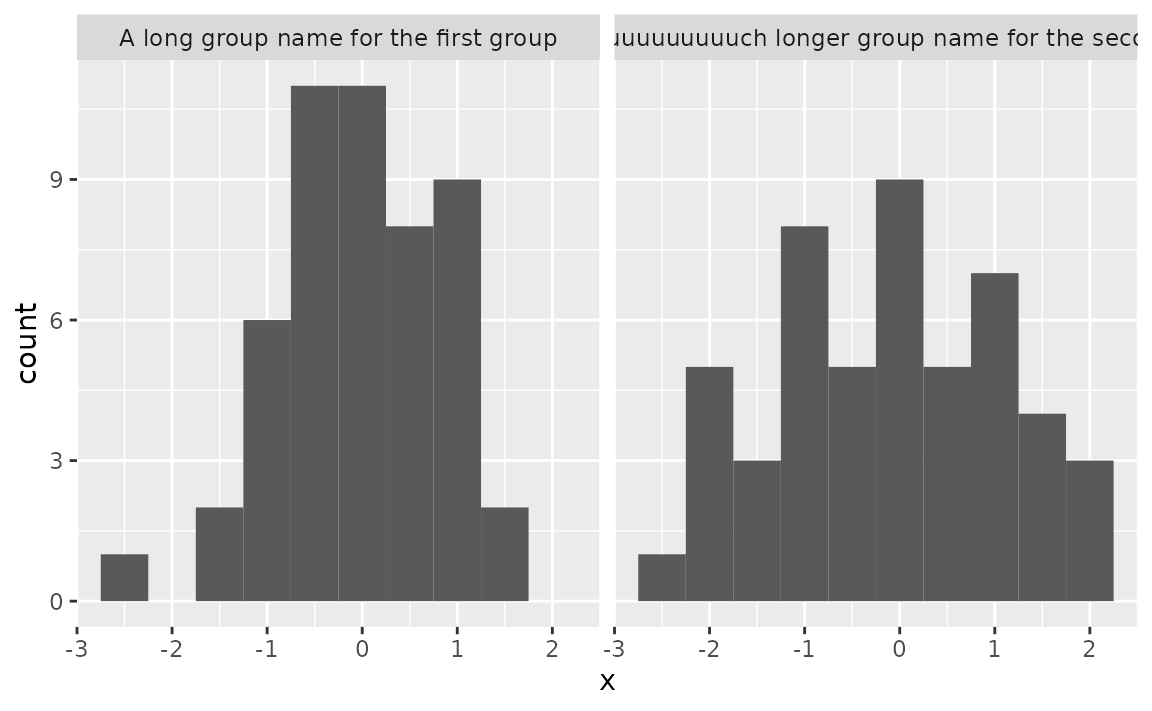 A long group name for the first group
longer group name for the
9
6
3
0
count
-3 -2 -1 0 1 2
-3 -2 -1 0 1 2
x